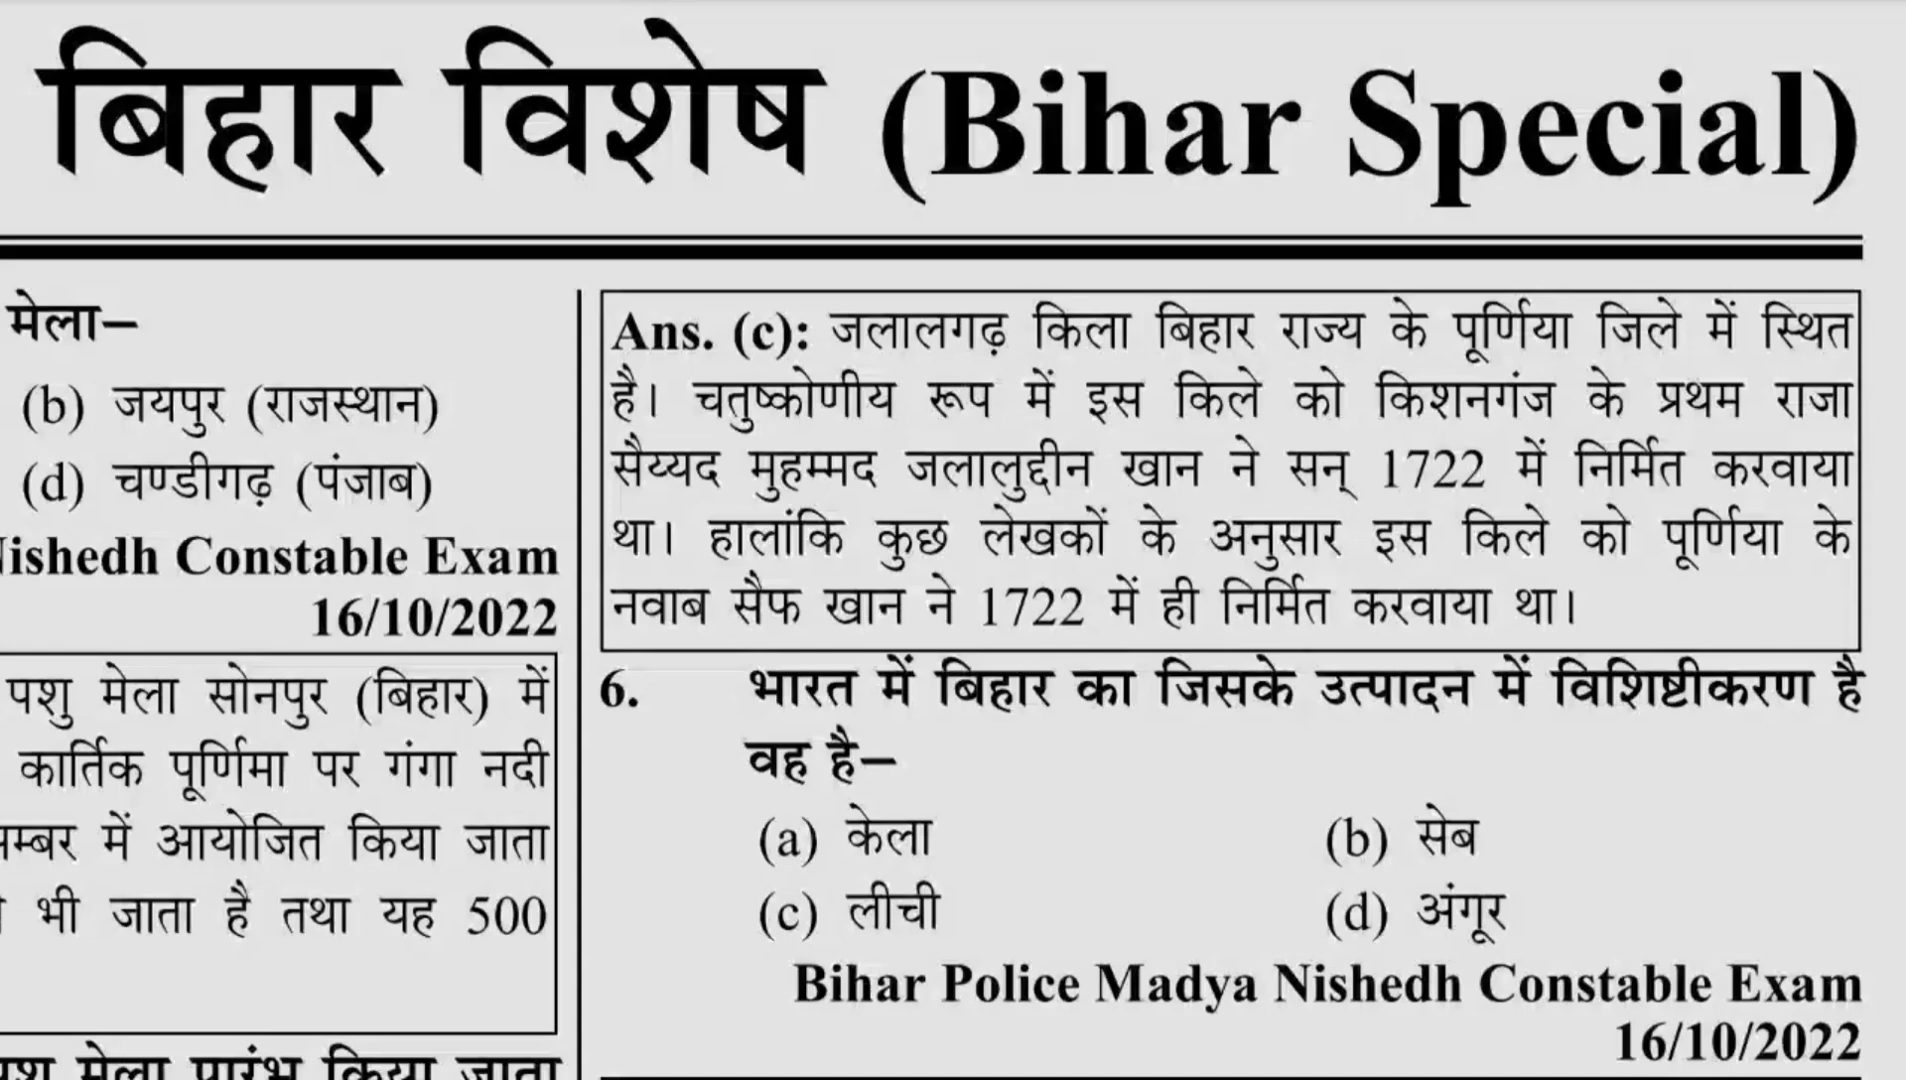 बिहार विशेष (Bihar Special)
मेला–
(b) जयपुर (राजस्थान)
(d) चण्डीगढ़ (पंजाब)
Constable Exam
16/10/2022
पशु मेला सोनपुर (बिहार) में
कार्तिक पूर्णिमा पर गंगा नदी
में आयोजित किया जाता
भी जाता है तथा यह 500
मेला प्रारंभ किया जाता
Ans. (c): जलालगढ़ किला बिहार राज्य के पूर्णिया जिले में स्थित
है। चतुष्कोणीय रूप में इस किले को किशनगंज के प्रथम राजा
सैय्यद मुहम्मद जलालुद्दीन खान ने सन् 1722 में निर्मित करवाया
था। हालांकि कुछ लेखकों के अनुसार इस किले को पूर्णिया के
नवाब सैफ खान ने 1722 में ही निर्मित करवाया था।
6. भारत में बिहार का जिसके उत्पादन में विशिष्टीकरण है
वह है–
(a) केला (b) सेब
(c) लीची (d) अंगूर
Bihar Police Madya Nishedh Constable Exam
16/10/2022